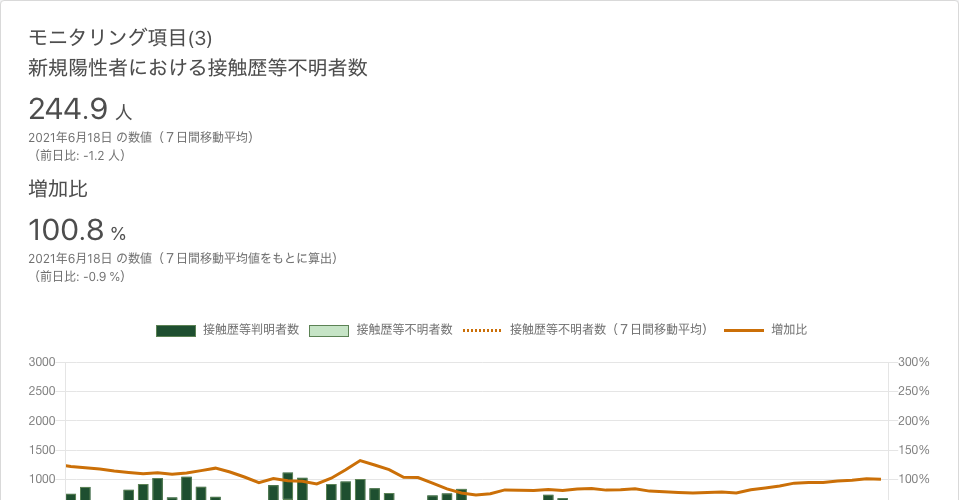 モニタリング項目(3)
新規陽性者における接触歴等不明者数
244.9 人
2021年6月18日 の数値（７日間移動平均）
（前日比: -1.2 人）
増加比
100.8 %
2021年6月18日 の数値（７日間移動平均値をもとに算出）
（前日比: -0.9 %）
接触歴等判明者数 接触歴等不明者数 接触歴等不明者数（７日間移動平均） 増加比
3000 300%
2500 250%
2000 200%
1500 150%
1000 100%